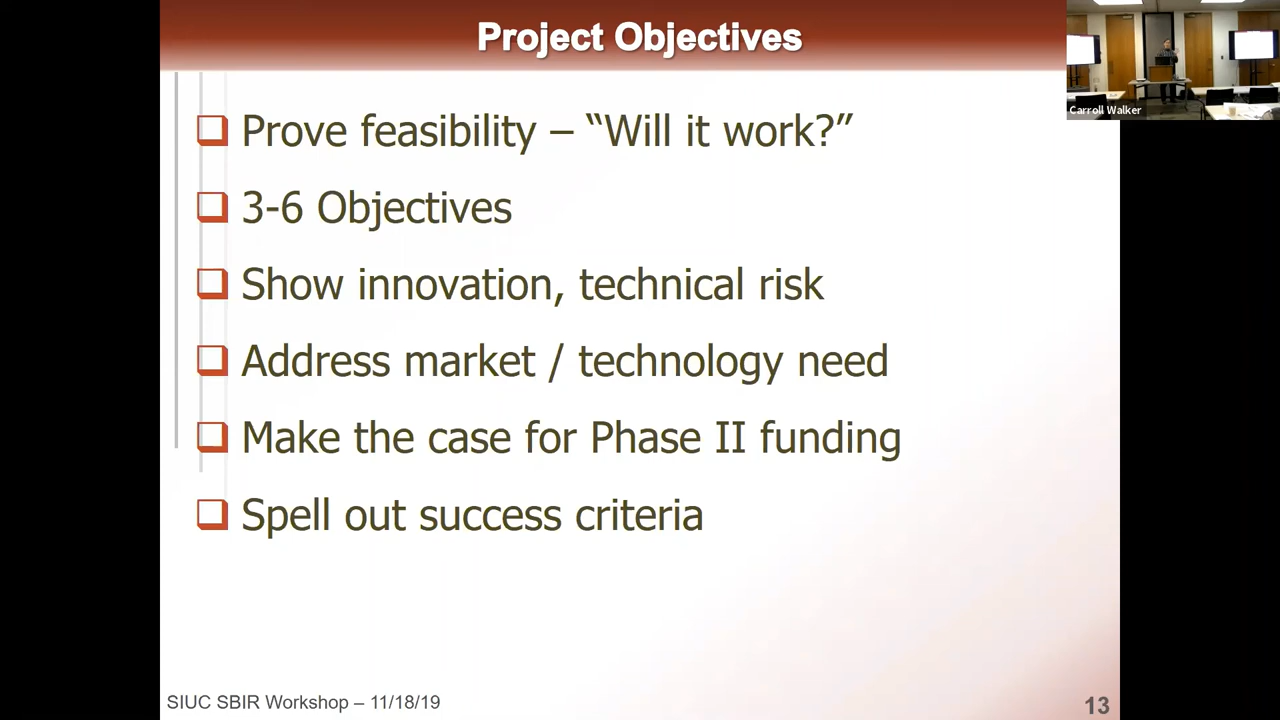 Project Objectives
Carroll Walker
Prove feasibility – “Will it work?”
3-6 Objectives
Show innovation, technical risk
Address market / technology need
Make the case for Phase II funding
Spell out success criteria
SIUC SBIR Workshop – 11/18/19
13